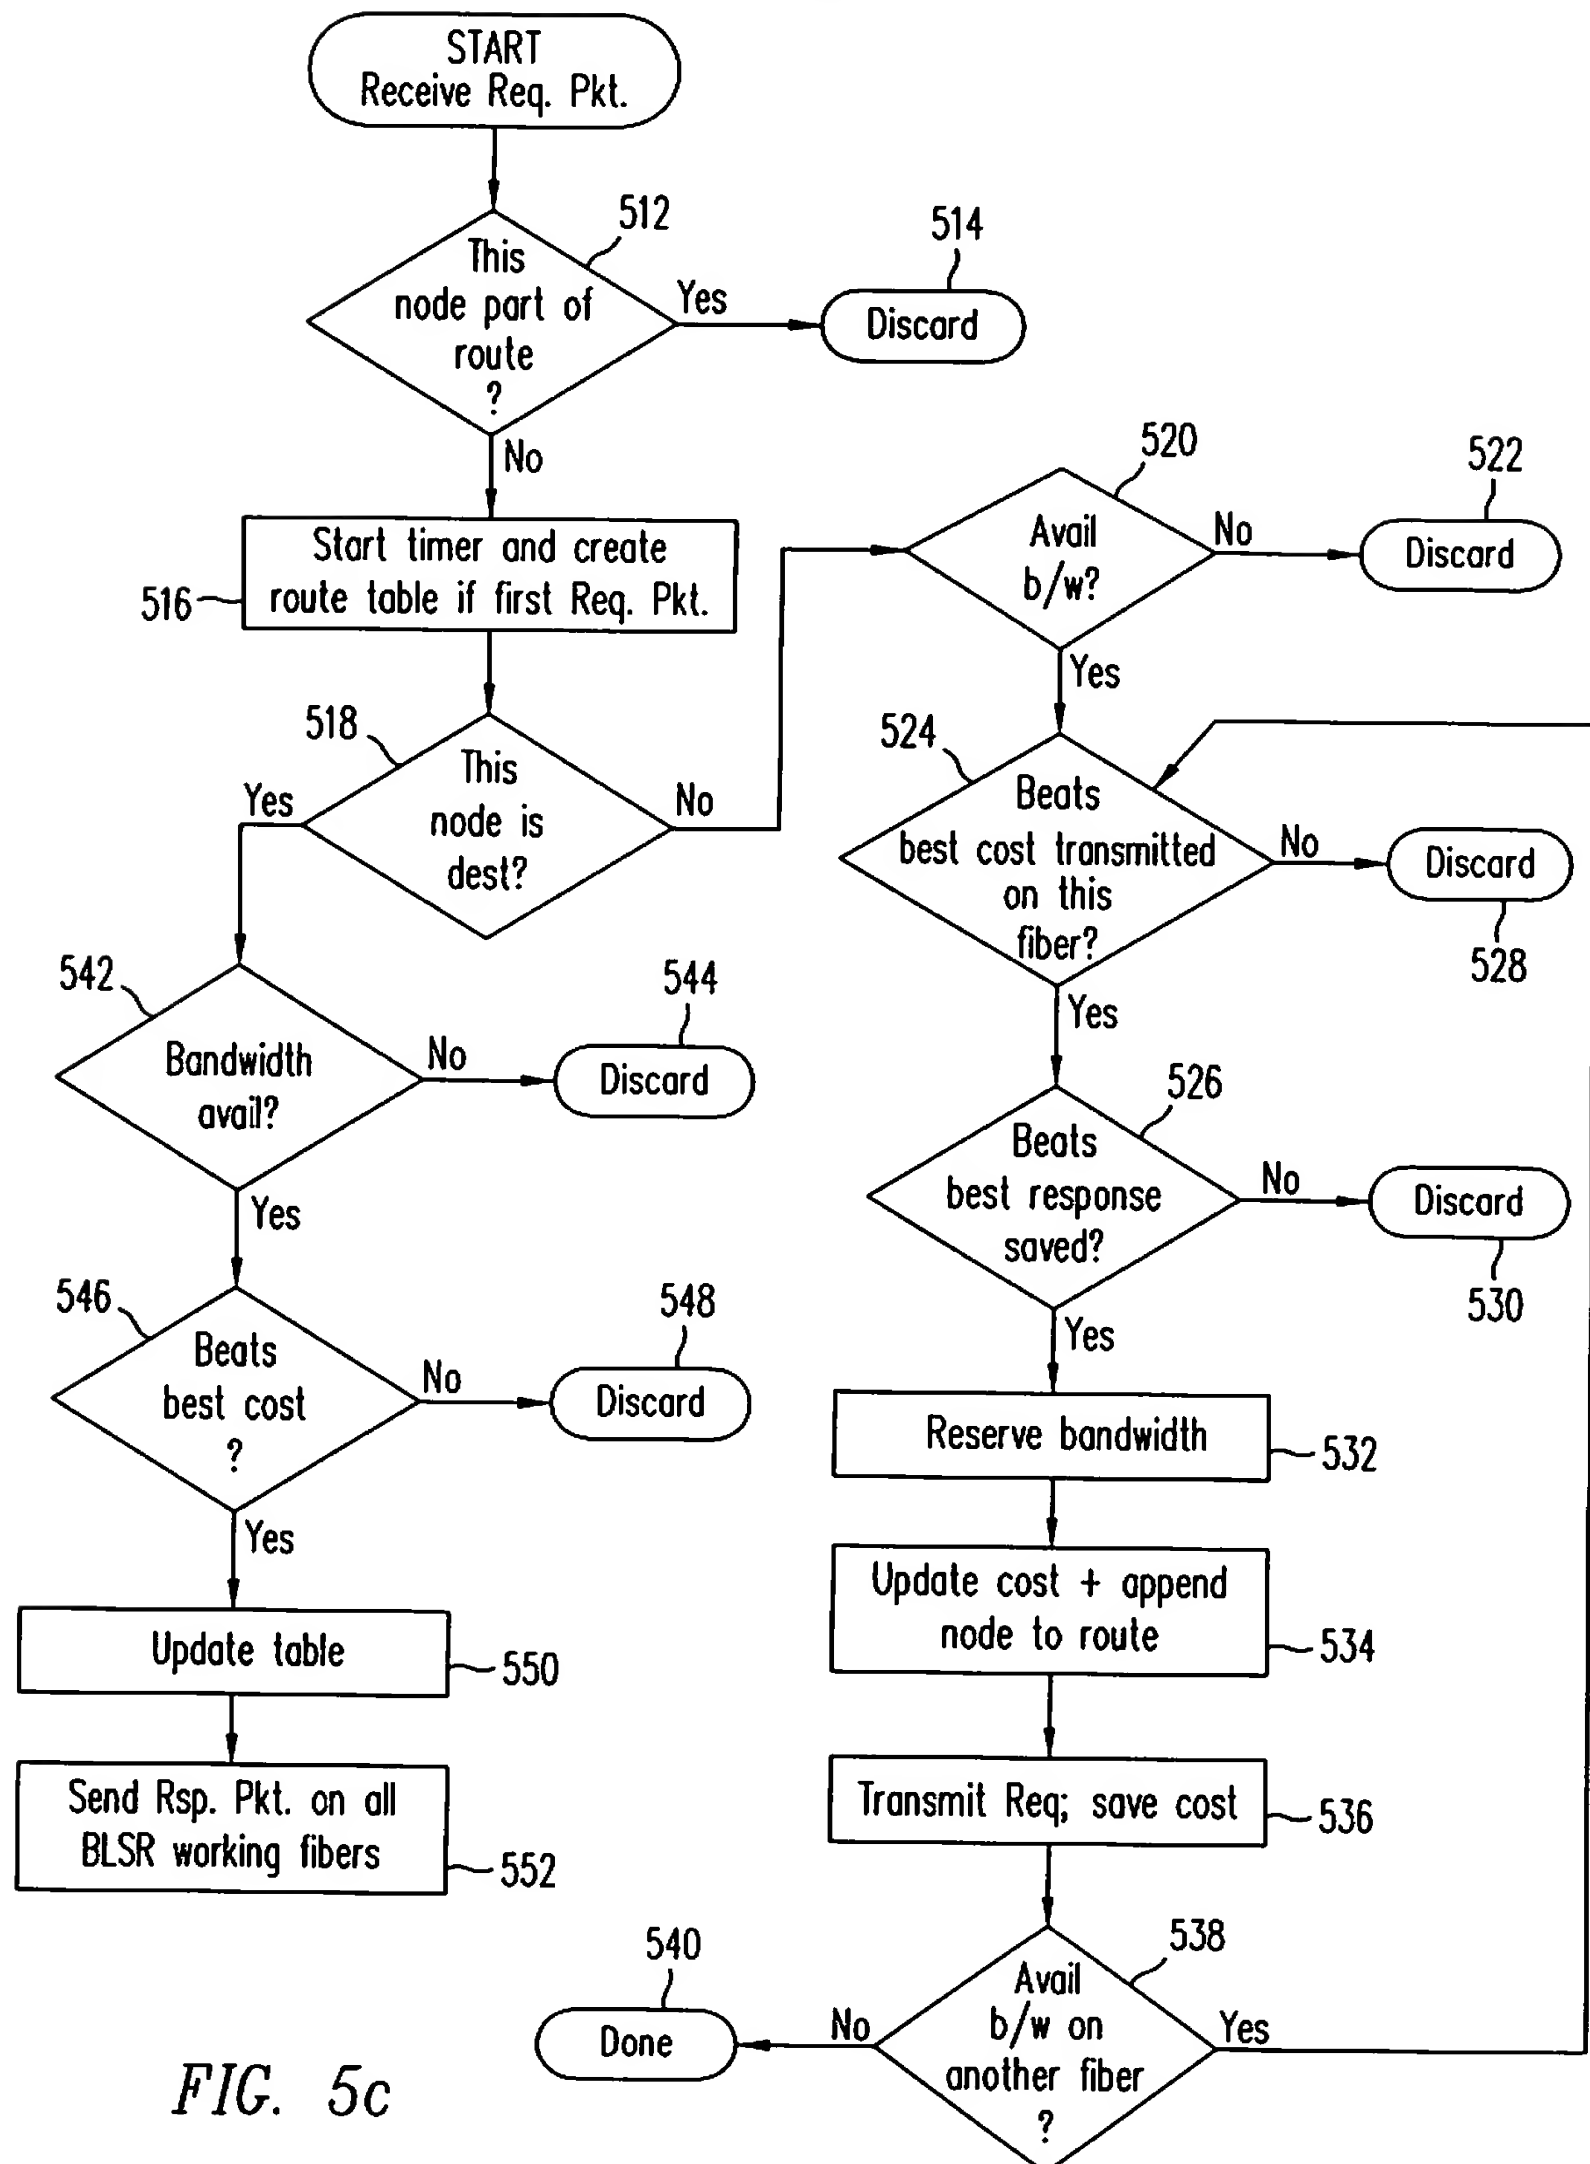 START
Receive Req. Pkt.
512
This
node part of
route
?
Yes
514
Discard
No
516
Start timer and create
route table if first Req. Pkt.
518
This
node is
dest?
Yes
No
520
Avail
b/w?
No
522
Discard
Yes
524
Beats
best cost transmitted
on this
fiber?
No
Discard
528
Yes
526
Beats
best response
saved?
No
Discard
530
Yes
Reserve bandwidth
532
Update cost + append
node to route
534
Transmit Req; save cost
536
538
Avail
b/w on
another fiber
?
Yes
No
540
Done
542
Bandwidth
avail?
No
544
Discard
Yes
546
Beats
best cost
?
No
548
Discard
Yes
Update table
550
Send Rsp. Pkt. on all
BLSR working fibers
552
FIG. 5c